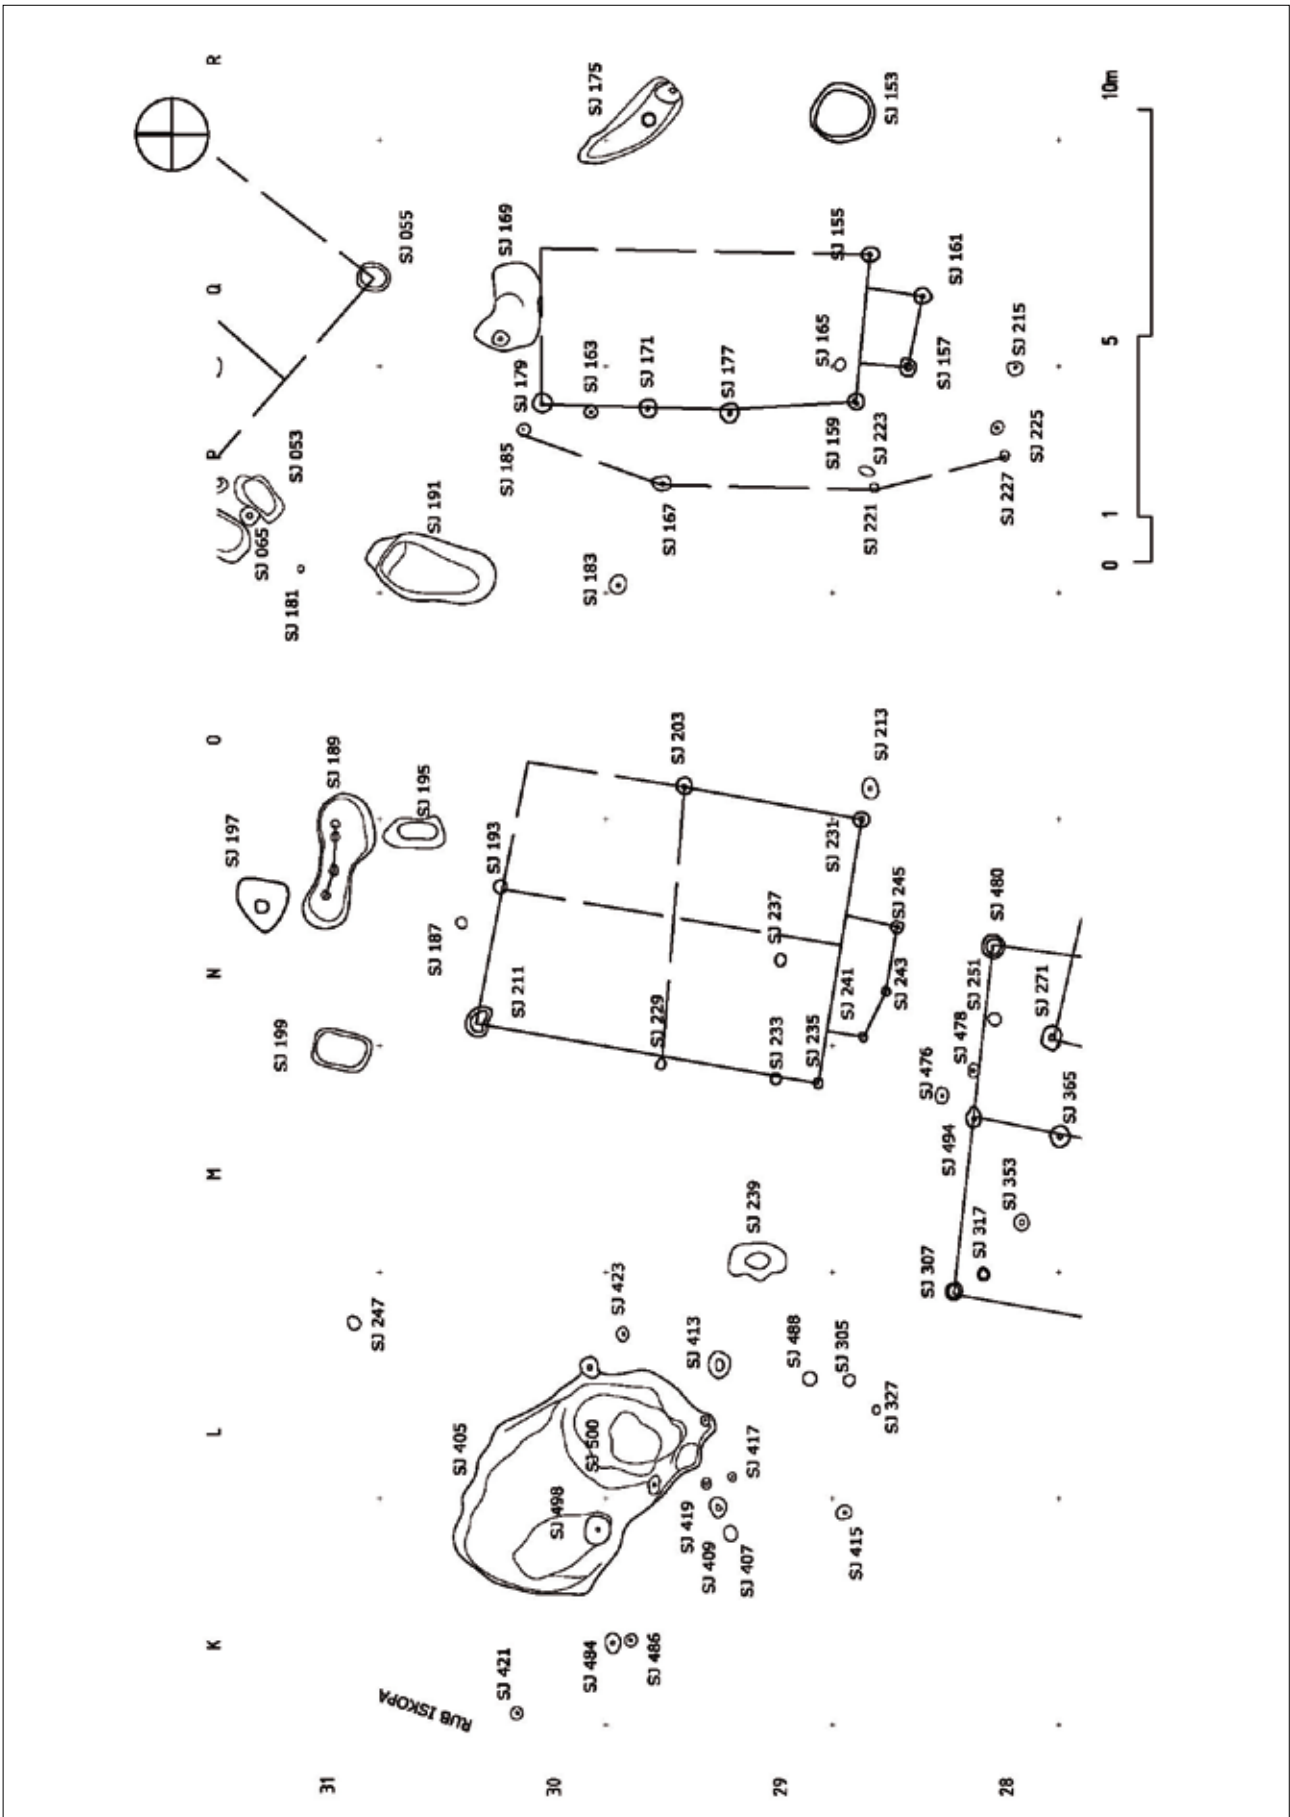 R
Q
P
O
N
M
L
K
31
30
29
28
10m
5
1
0
SJ 175
SJ 153
SJ 055
SJ 169
SJ 155
SJ 161
SJ 165
SJ 215
SJ 163
SJ 171
SJ 177
SJ 157
SJ 179
SJ 185
SJ 159
SJ 223
SJ 225
SJ 053
SJ 065
SJ 191
SJ 167
SJ 221
SJ 227
SJ 181
SJ 183
SJ 189
SJ 195
SJ 197
SJ 203
SJ 213
SJ 193
SJ 231
SJ 187
SJ 237
SJ 245
SJ 480
SJ 211
SJ 229
SJ 241
SJ 243
SJ 251
SJ 271
SJ 199
SJ 233
SJ 235
SJ 478
SJ 476
SJ 365
SJ 494
SJ 239
SJ 353
SJ 317
SJ 307
SJ 247
SJ 423
SJ 413
SJ 488
SJ 305
SJ 327
SJ 405
SJ 500
SJ 417
SJ 498
SJ 419
SJ 409
SJ 407
SJ 415
SJ 421
SJ 484
SJ 486
RUB ISKOPA